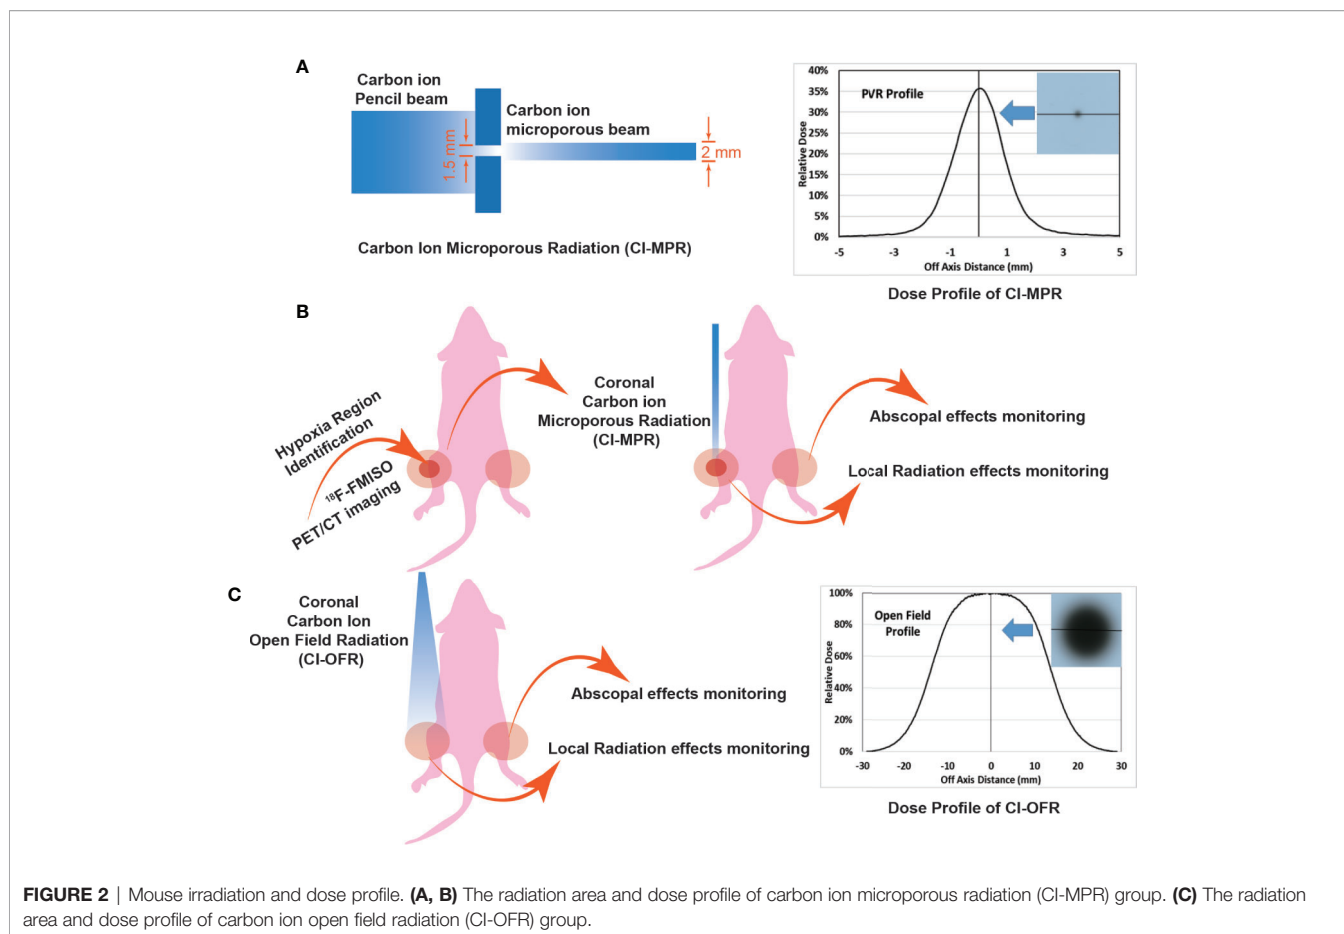 A
Carbon ion
Pencil beam
Carbon ion
microporous beam
1.5 mm
2 mm
Carbon Ion Microporous Radiation (CI-MPR)
40%
35%
30%
25%
20%
15%
10%
5%
0%
Relative Dose
PVR Profile
-5
-3
-1
1
3
5
Off Axis Distance (mm)
Dose Profile of CI-MPR
B
Hypoxia Region
Identification
¹⁸F-FMISO
PET/CT imaging
Coronal
Carbon ion
Microporous Radiation
(CI-MPR)
Abscopal effects monitoring
Local Radiation effects monitoring
C
Coronal
Carbon Ion
Open Field Radiation
(CI-OFR)
Abscopal effects monitoring
Local Radiation effects monitoring
100%
80%
60%
40%
20%
0%
Relative Dose
Open Field
Profile
-30
-20
-10
0
10
20
30
Off Axis Distance (mm)
Dose Profile of CI-OFR
FIGURE 2 | Mouse irradiation and dose profile. (A, B) The radiation area and dose profile of carbon ion microporous radiation (CI-MPR) group. (C) The radiation
area and dose profile of carbon ion open field radiation (CI-OFR) group.